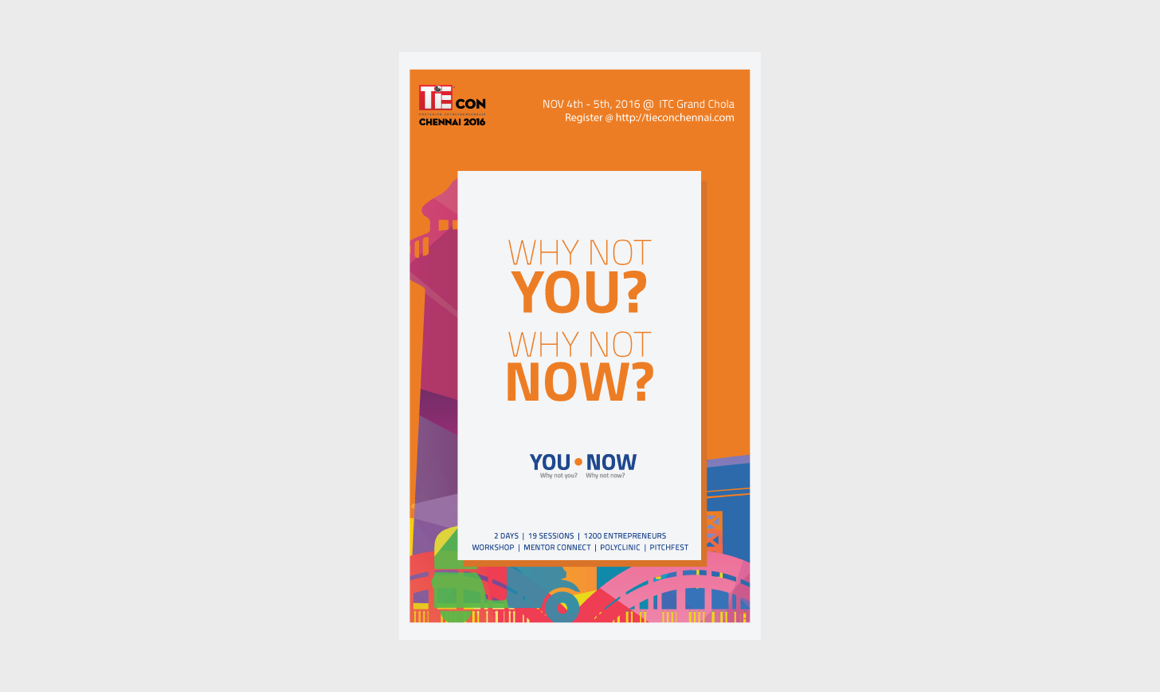 TiE CON
CHENNAI 2016
NOV 4th - 5th, 2016 @ ITC Grand Chola
Register @ http://tieconchennai.com
WHY NOT
YOU?
WHY NOT
NOW?
YOU • NOW
Why not you? Why not now?
2 DAYS | 19 SESSIONS | 1200 ENTREPRENEURS
WORKSHOP | MENTOR CONNECT | POLYCLINIC | PITCHFEST